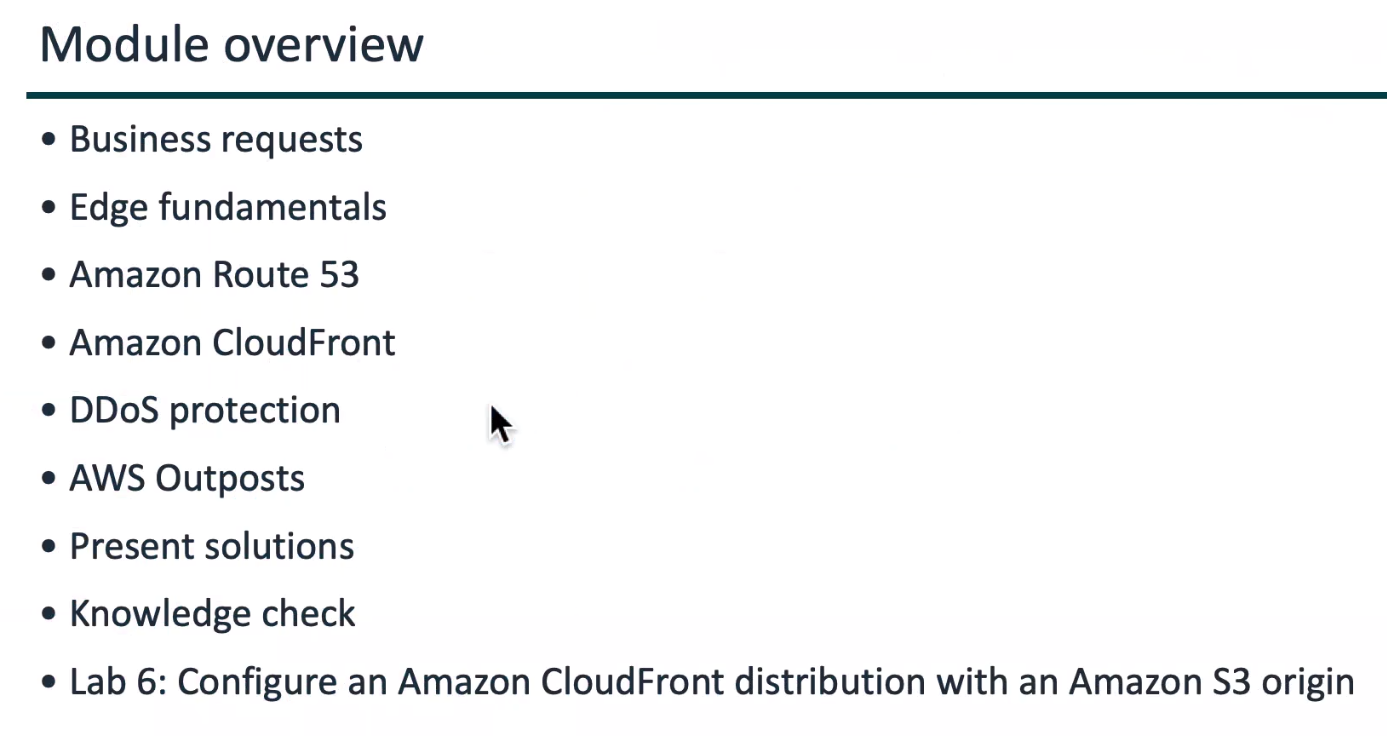 Module overview
• Business requests
• Edge fundamentals
• Amazon Route 53
• Amazon CloudFront
• DDoS protection
• AWS Outposts
• Present solutions
• Knowledge check
• Lab 6: Configure an Amazon CloudFront distribution with an Amazon S3 origin